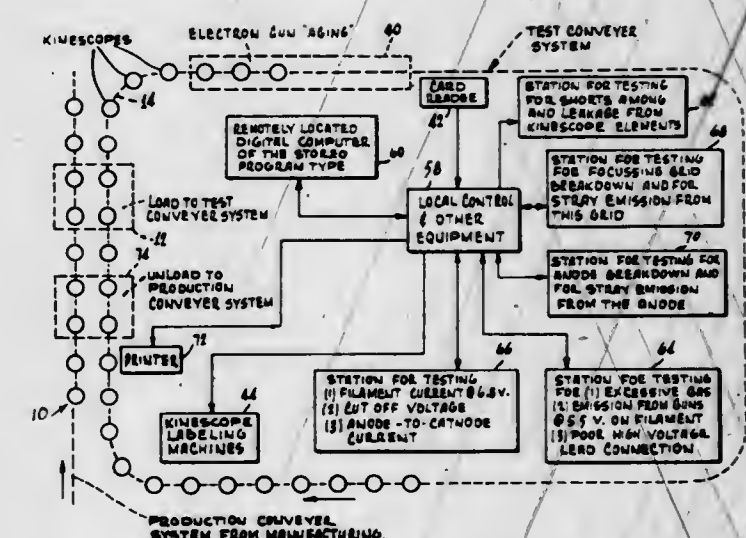 KINESCOPES
ELECTRON GUN "AGING"
40
TEST CONVEYER
SYSTEM
14
CARD
READER
42
STATION FOR TESTING
FOR SHORTS AMONG
AND LEAKAGE FROM
KINESCOPE ELEMENTS
REMOTELY LOCATED
DIGITAL COMPUTER
OF THE STORED
PROGRAM TYPE
60
58
LOCAL CONTROL
& OTHER
EQUIPMENT
68
STATION FOR TESTING
FOR FOCUSSING GRID
BREAKDOWN AND FOR
STRAY EMISSION FROM
THIS GRID
LOAD TO TEST
CONVEYER SYSTEM
12
70
STATION FOR TESTING FOR
ANODE BREAKDOWN AND
FOR STRAY EMISSION
FROM THE ANODE
74
UNLOAD TO
PRODUCTION
CONVEYER SYSTEM
PRINTER
72
10
44
KINESCOPE
LABELING
MACHINES
66
STATION FOR TESTING
(1) FILAMENT CURRENT @ 6.3 V.
(2) CUT OFF VOLTAGE
(3) ANODE-TO-CATHODE
CURRENT
64
STATION FOR TESTING
FOR (1) EXCESSIVE GAS
(2) EMISSION FROM GUNS
@ 5.5 V. ON FILAMENT
(3) POOR HIGH VOLTAGE
LEAD CONNECTION
PRODUCTION CONVEYER
SYSTEM FROM MANUFACTURING